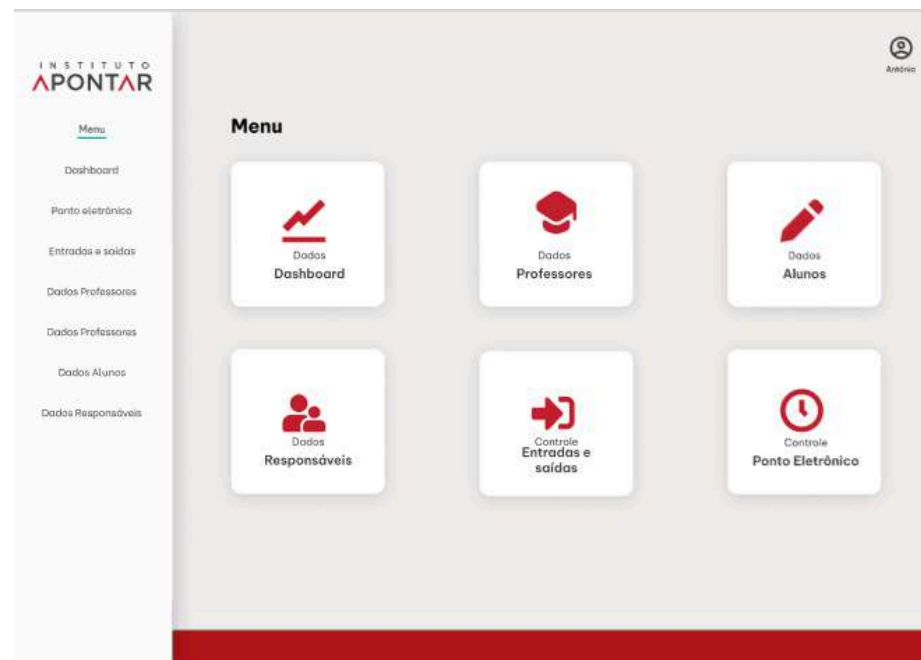 INSTITUTO
APONTAR
Menu
Dashboard
Ponto eletrônico
Entradas e saídas
Dados Professores
Dados Professores
Dados Alunos
Dados Responsáveis
Antônio
Menu
Dados
Dashboard
Dados
Professores
Dados
Alunos
Dados
Responsáveis
Controle
Entradas e
saídas
Controle
Ponto Eletrônico